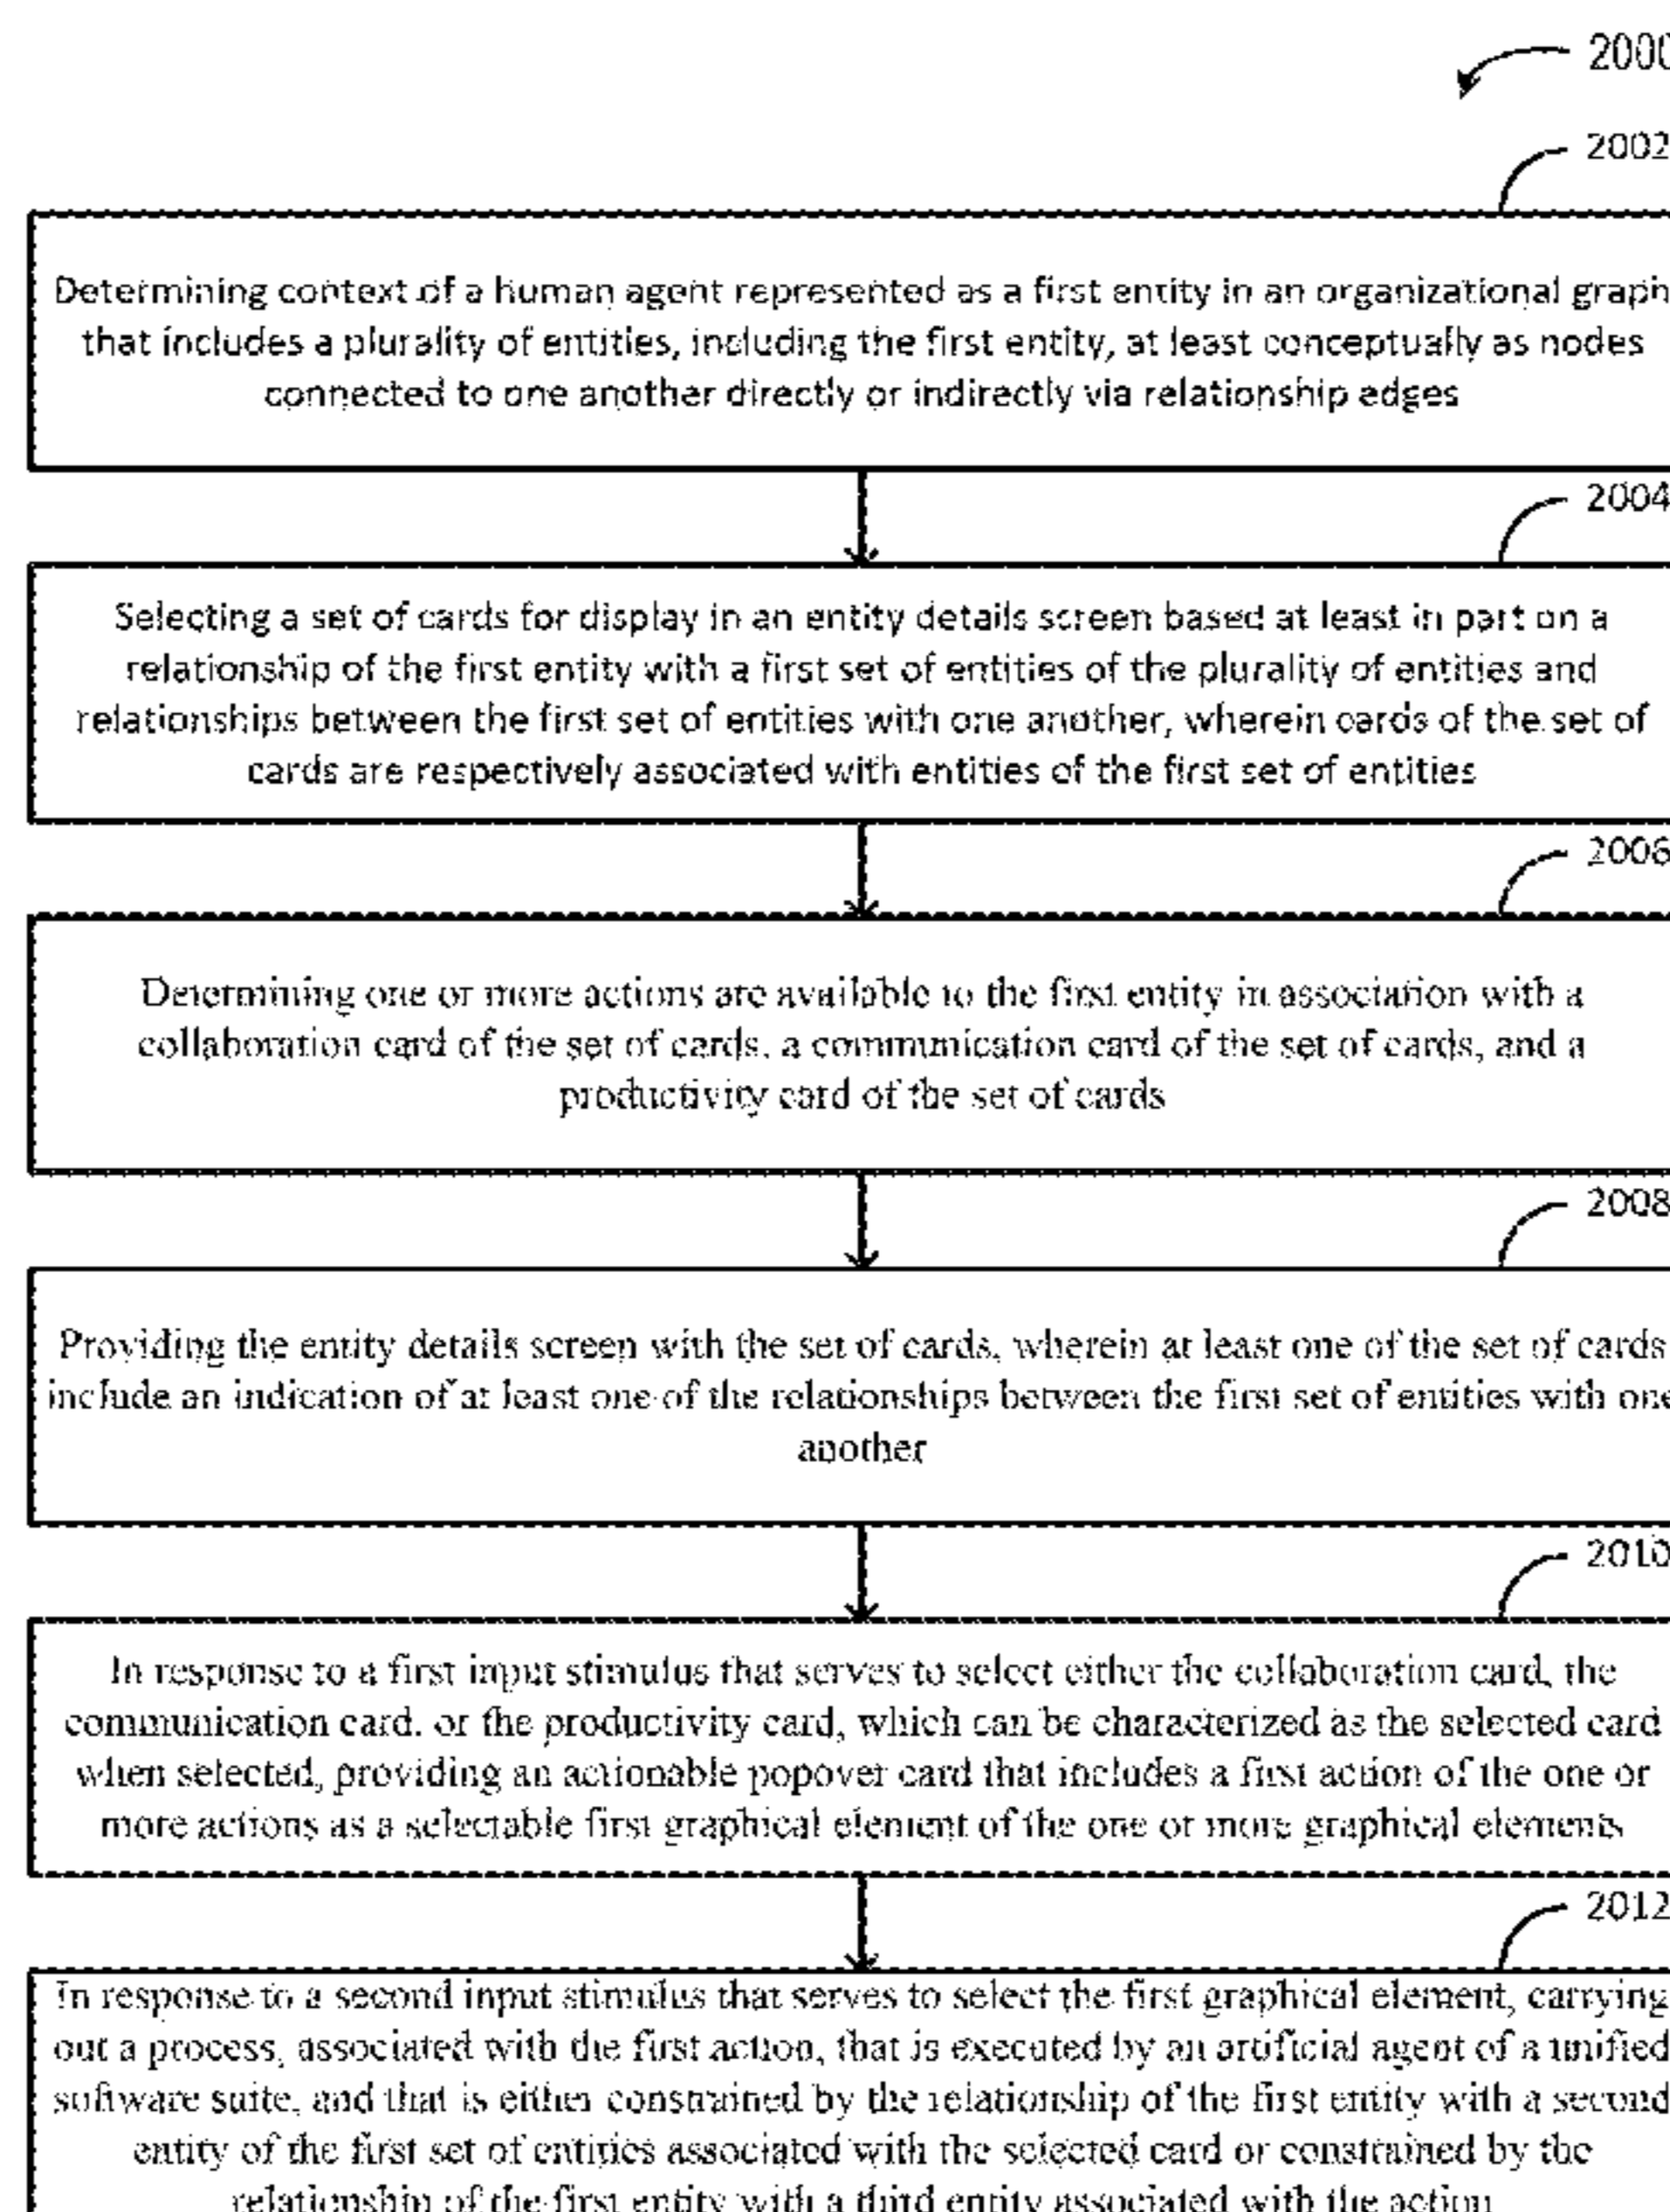 2000
2002
Determining context of a human agent represented as a first entity in an organizational graph
that includes a plurality of entities, including the first entity, at least conceptually as nodes
connected to one another directly or indirectly via relationship edges
2004
Selecting a set of cards for display in an entity details screen based at least in part on a
relationship of the first entity with a first set of entities of the plurality of entities and
relationships between the first set of entities with one another, wherein cards of the set of
cards are respectively associated with entities of the first set of entities
2006
Determining one or more actions are available to the first entity in association with a
collaboration card of the set of cards, a communication card of the set of cards, and a
productivity card of the set of cards
2008
Providing the entity details screen with the set of cards, wherein at least one of the set of cards
include an indication of at least one of the relationships between the first set of entities with one
another
2010
In response to a first input stimulus that serves to select either the collaboration card, the
communication card, or the productivity card, which can be characterized as the selected card
when selected, providing an actionable popover card that includes a first action of the one or
more actions as a selectable first graphical element of the one or more graphical elements
2012
In response to a second input stimulus that serves to select the first graphical element, carrying
out a process, associated with the first action, that is executed by an artificial agent of a unified
software suite, and that is either constrained by the relationship of the first entity with a second
entity of the first set of entities associated with the selected card or constrained by the
relationship of the first entity with a third entity associated with the action